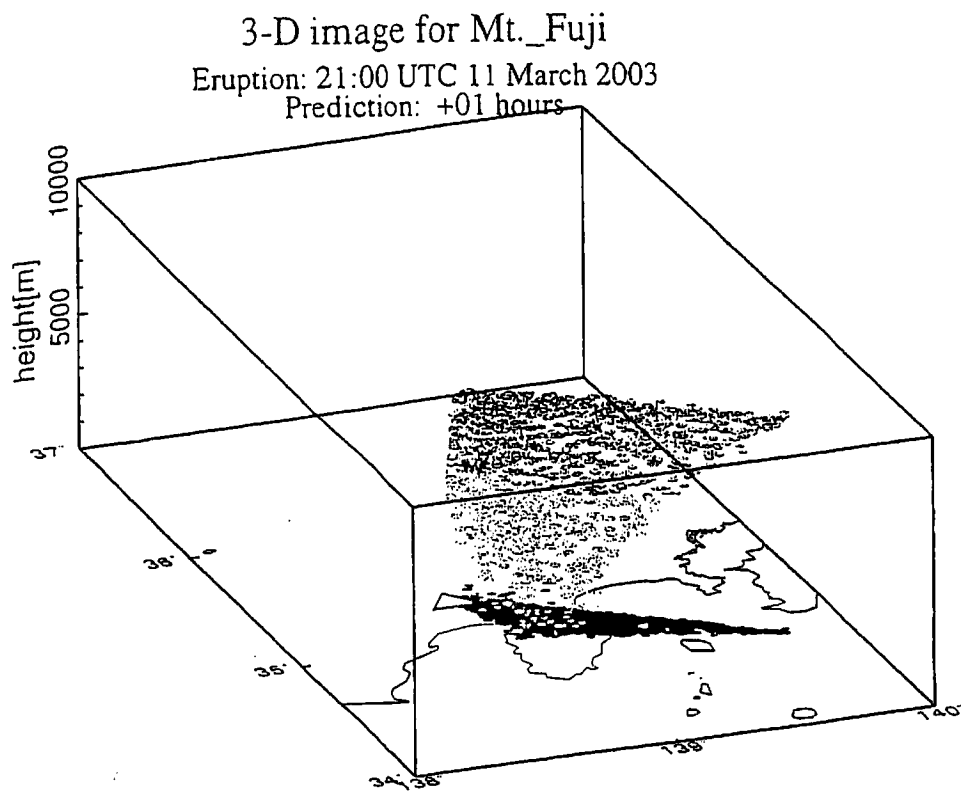 3-D image for Mt._Fuji
Eruption: 21:00 UTC 11 March 2003
Prediction: +01 hours
10000
5000
height[m]
37°
36°
35°
34°
138°
139°
140°